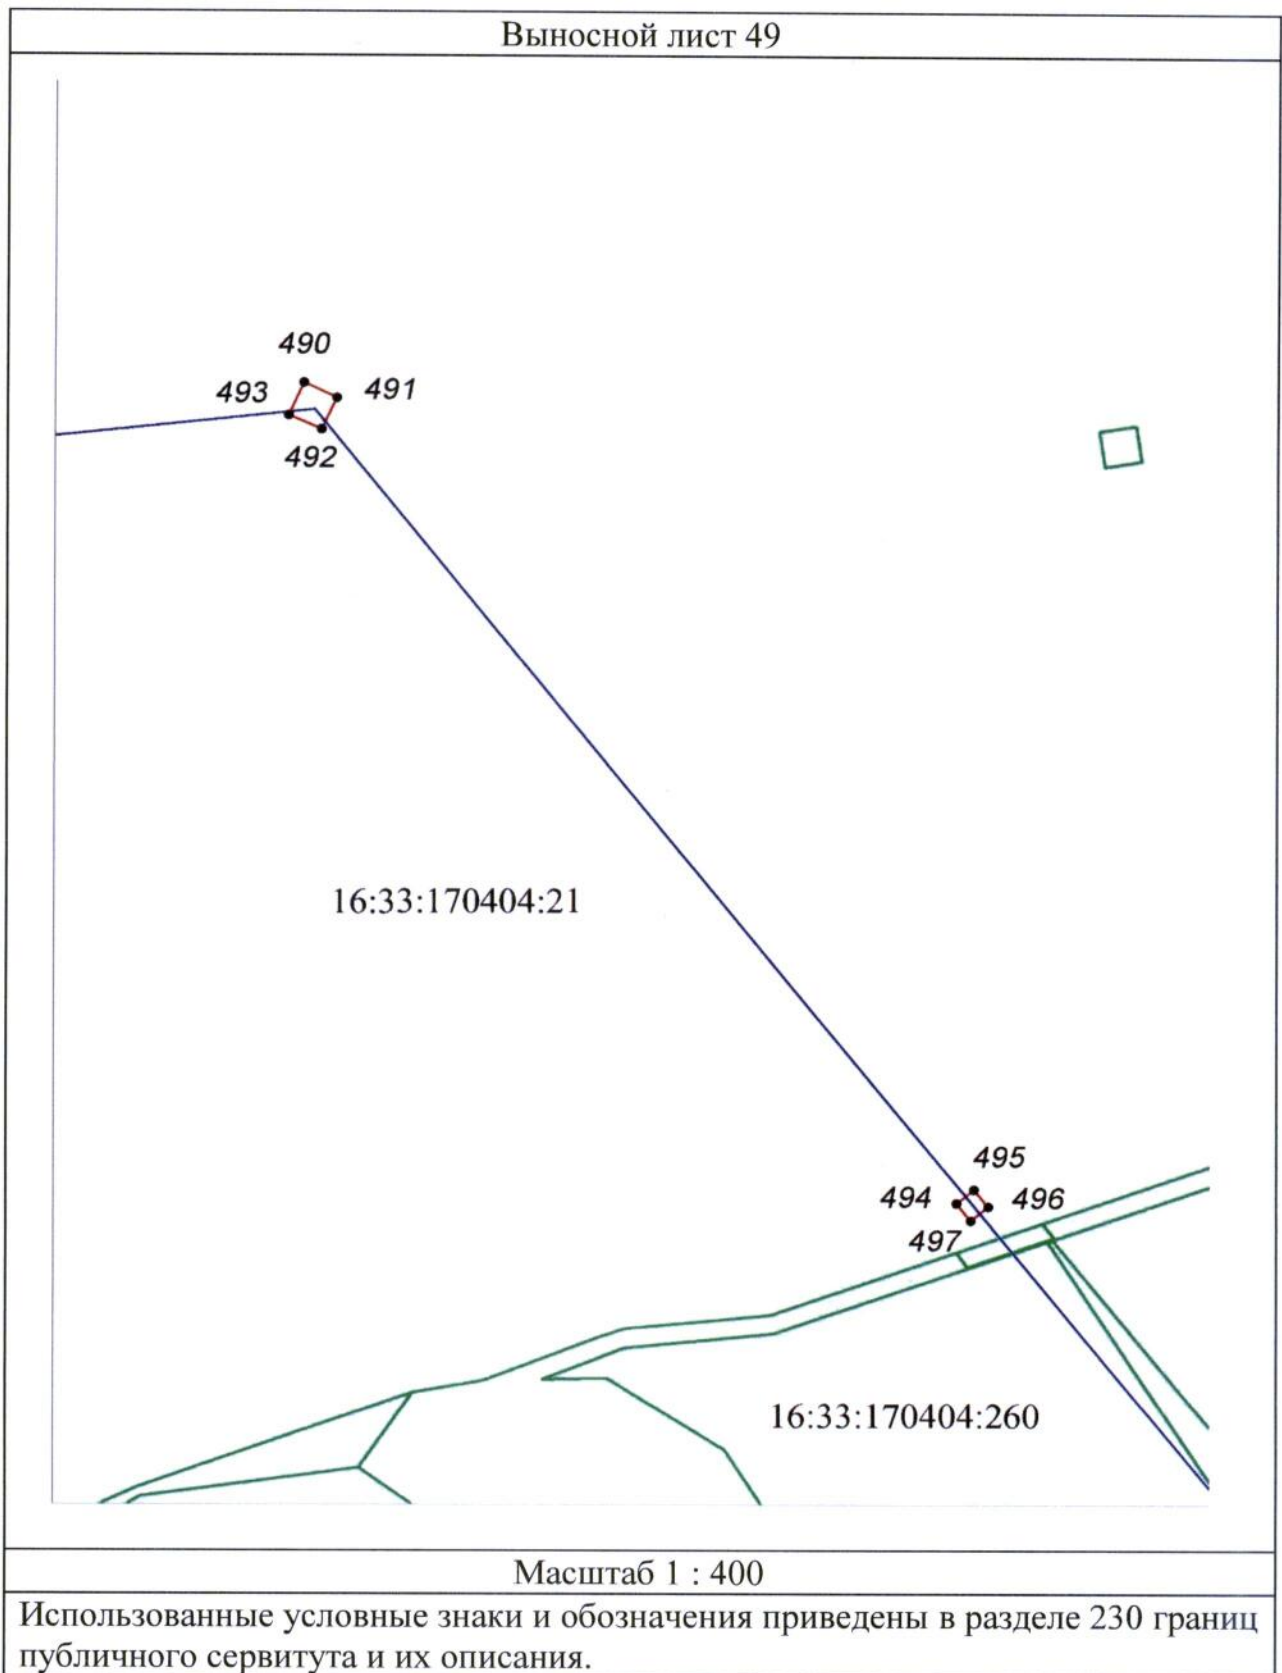 Выносной лист 49
490
493
491
492
16:33:170404:21
495
494
496
497
16:33:170404:260
Масштаб 1 : 400
Использованные условные знаки и обозначения приведены в разделе 230 границ
публичного сервитута и их описания.